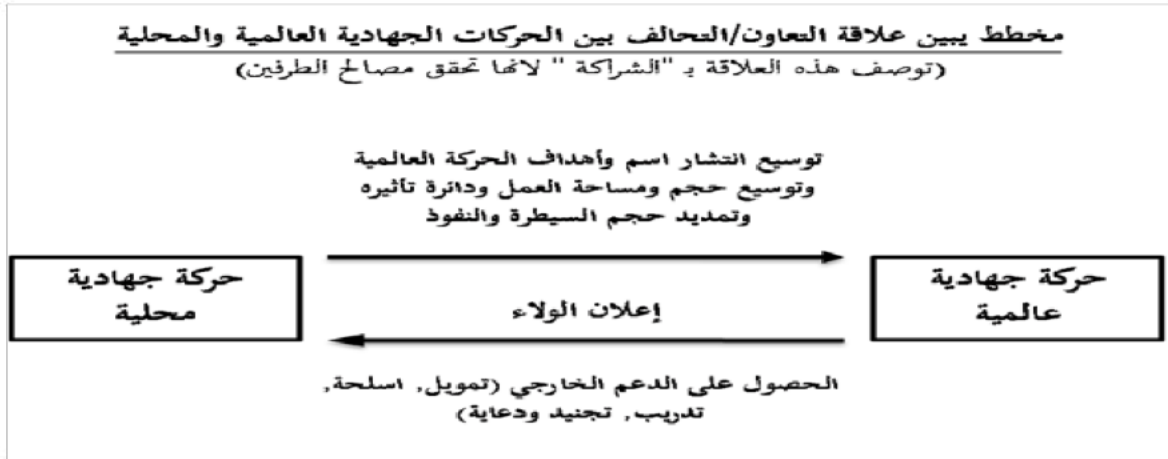 مخطط يبين علاقة التعاون/التحالف بين الحركات الجهادية العالمية والمحلية
(توصف هذه العلاقة بـ "الشراكة " لانها تحقق مصالح الطرفين)
توسيع انتشار اسم وأهداف الحركة العالمية
وتوسيع حجم ومساحة العمل ودائرة تأثيره
وتمديد حجم السيطرة والنفوذ
حركة جهادية
عالمية
إعلان الولاء
حركة جهادية
محلية
الحصول على الدعم الخارجي (تمويل, اسلحة,
تدريب, تجنيد ودعاية)